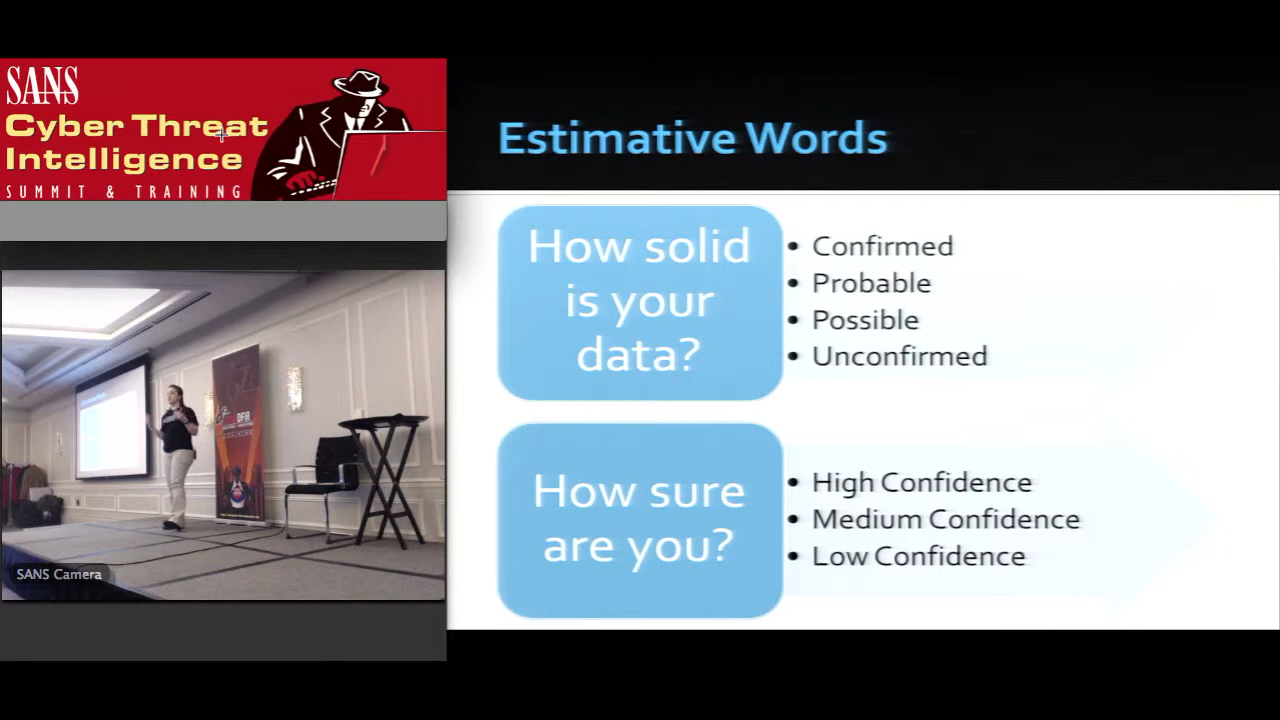 SANS
Cyber Threat
Intelligence
SUMMIT & TRAINING
Estimative Words
How solid
is your
data?
• Confirmed
• Probable
• Possible
• Unconfirmed
How sure
are you?
• High Confidence
• Medium Confidence
• Low Confidence
DFIR
SANS Camera